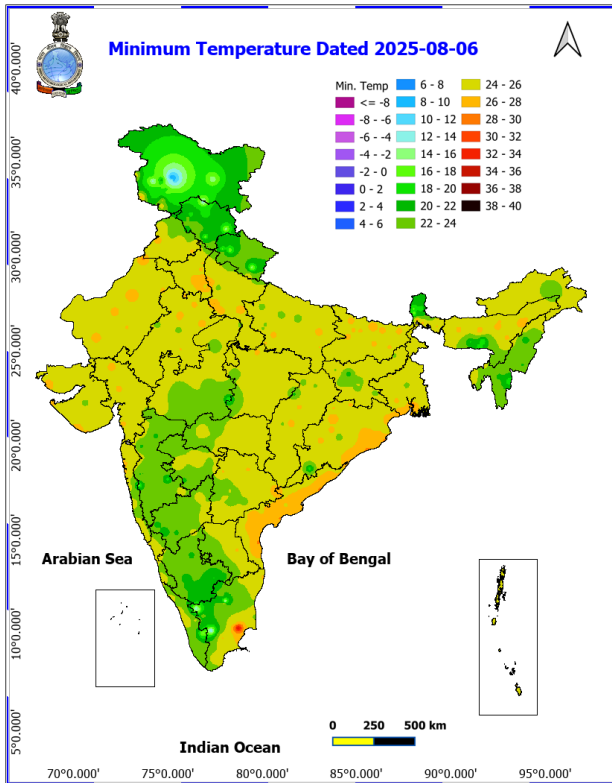 Minimum Temperature Dated 2025-08-06
Min. Temp
<= -8
-8 - -6
-6 - -4
-4 - -2
-2 - 0
0 - 2
2 - 4
4 - 6
6 - 8
8 - 10
10 - 12
12 - 14
14 - 16
16 - 18
18 - 20
20 - 22
22 - 24
24 - 26
26 - 28
28 - 30
30 - 32
32 - 34
34 - 36
36 - 38
38 - 40
40°0.000'
35°0.000'
30°0.000'
25°0.000'
20°0.000'
15°0.000'
10°0.000'
5°0.000'
Arabian Sea
Bay of Bengal
Indian Ocean
0 250 500 km
70°0.000' 75°0.000' 80°0.000' 85°0.000' 90°0.000' 95°0.000'